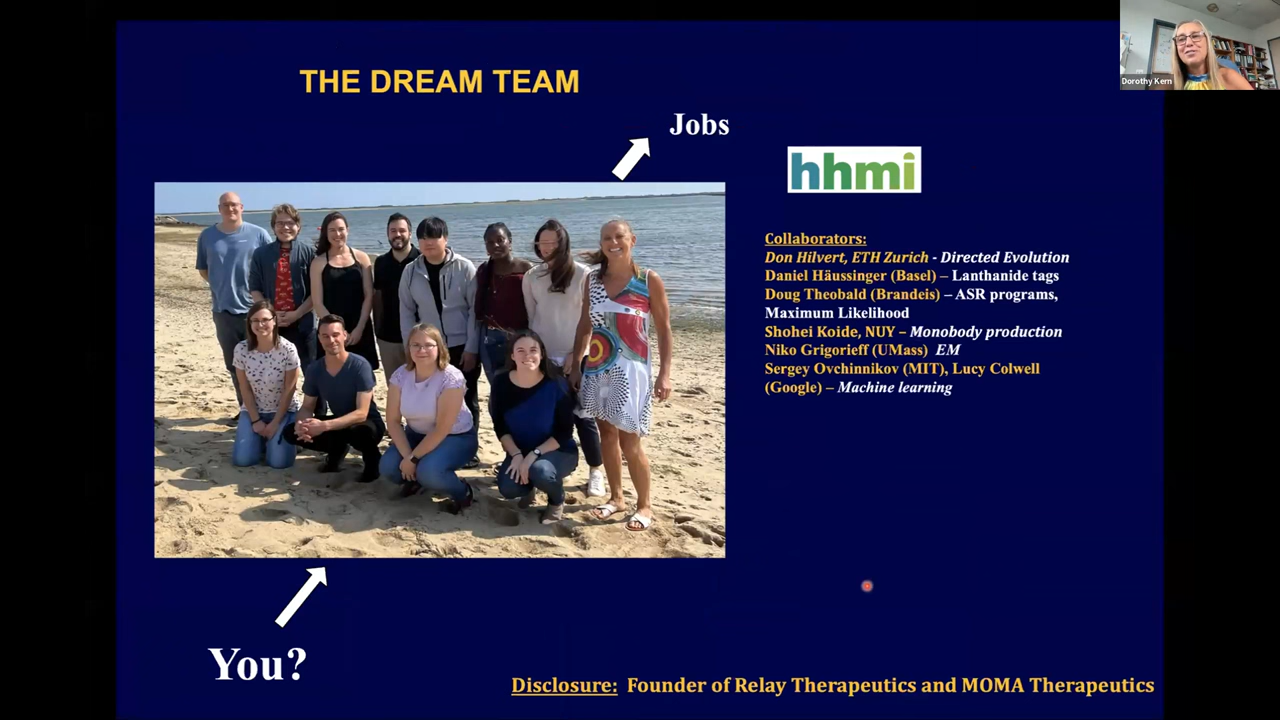 THE DREAM TEAM
Dorothy Kern
Jobs
hhmi
Collaborators:
Don Hilvert, ETH Zurich - Directed Evolution
Daniel Häussinger (Basel) – Lanthanide tags
Doug Theobald (Brandeis) – ASR programs,
Maximum Likelihood
Shohei Koide, NUY – Monobody production
Niko Grigorieff (UMass) EM
Sergey Ovchinnikov (MIT), Lucy Colwell
(Google) – Machine learning
You?
Disclosure: Founder of Relay Therapeutics and MOMA Therapeutics